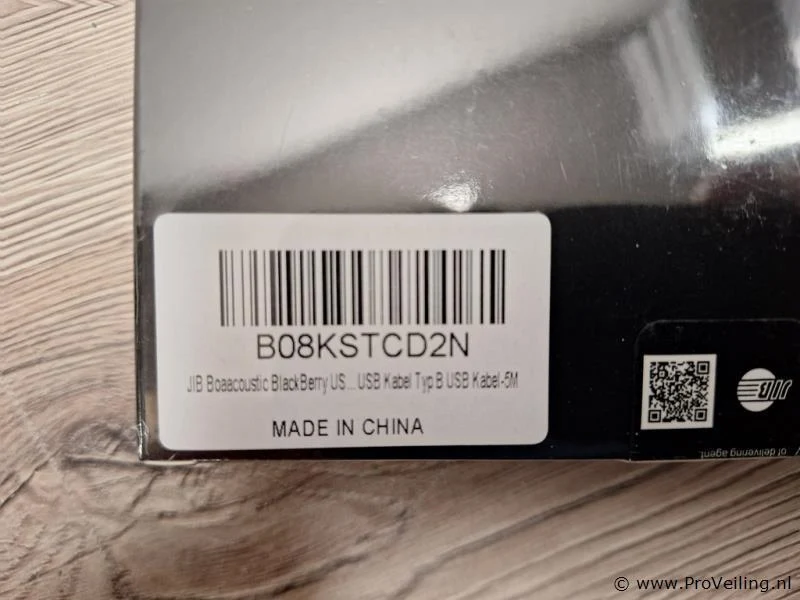 B08KSTCD2N
JIB Boaacoustic BlackBerry US... USB Kabel Typ B USB Kabel-5M
MADE IN CHINA
JIB
of delivering agent.
© www.ProVeiling.nl